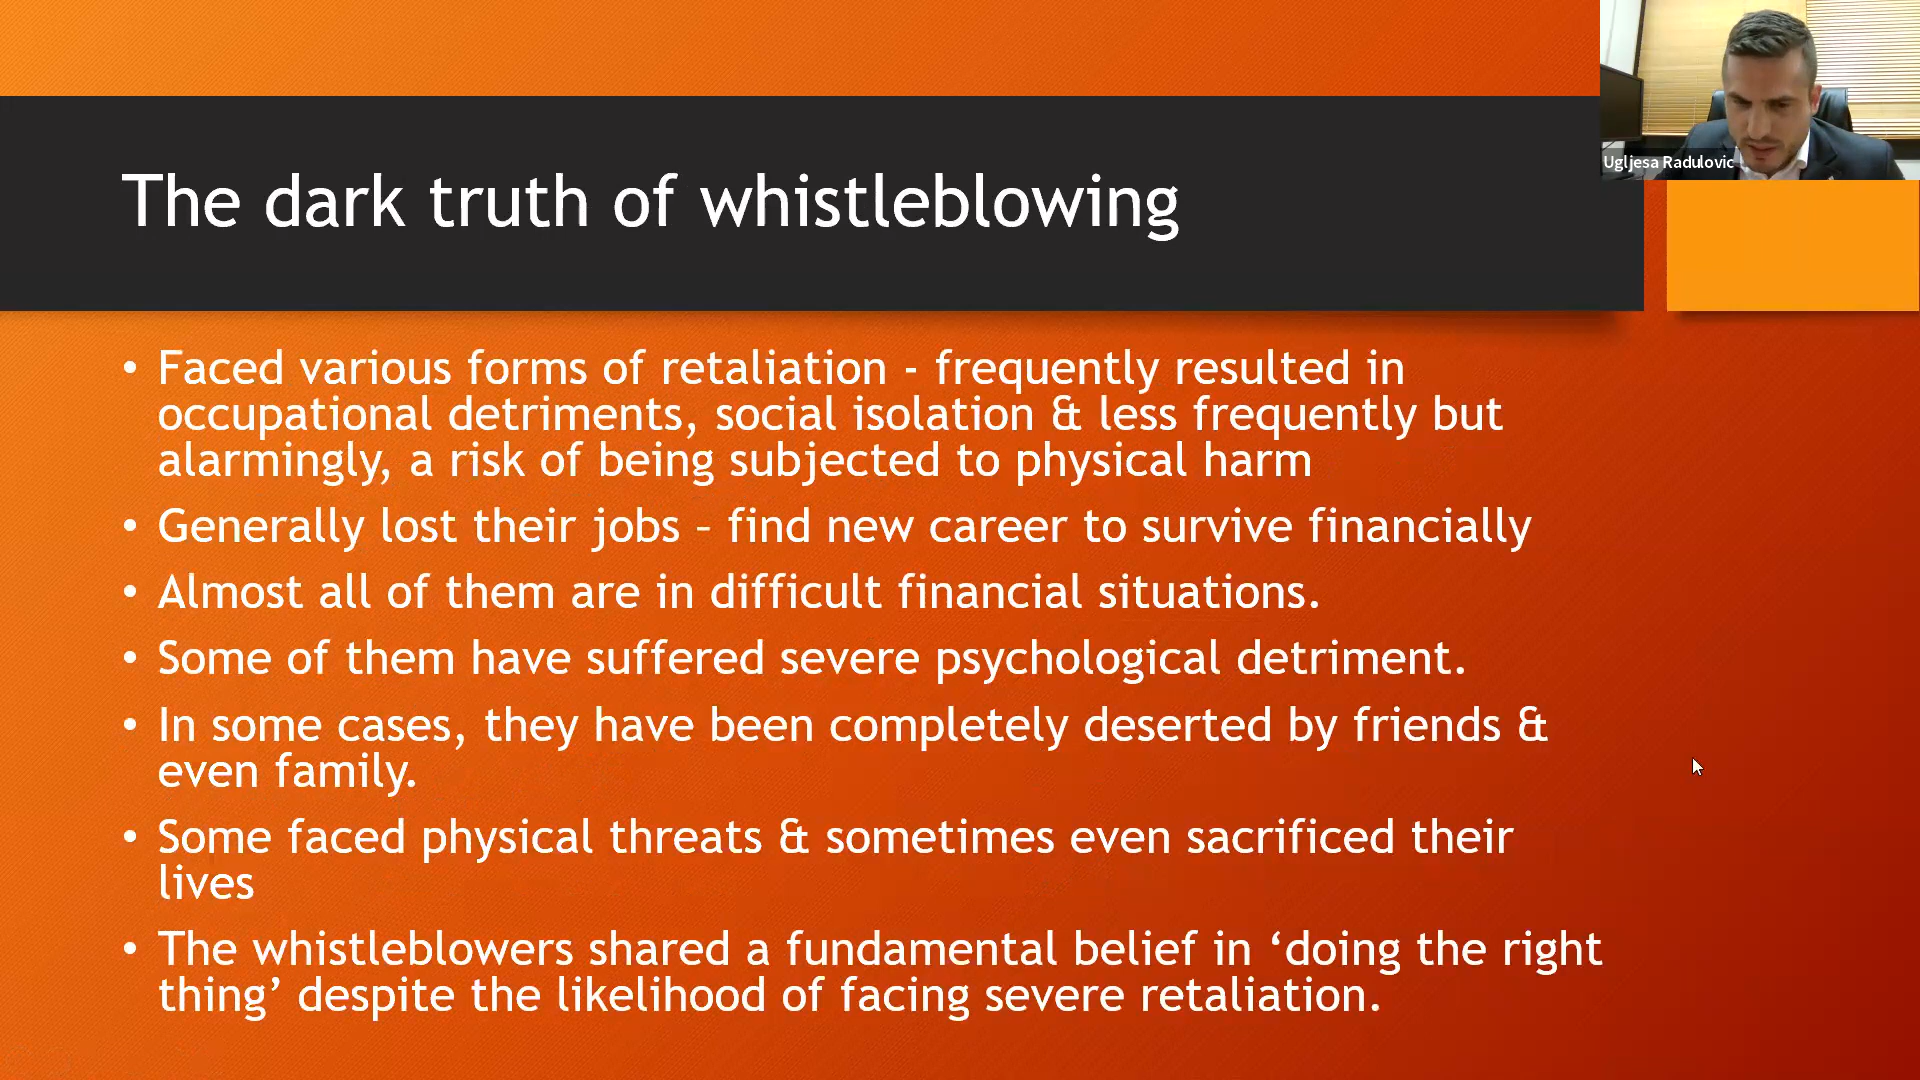 The dark truth of whistleblowing
Ugljesa Radulovic
• Faced various forms of retaliation - frequently resulted in
occupational detriments, social isolation & less frequently but
alarmingly, a risk of being subjected to physical harm
• Generally lost their jobs – find new career to survive financially
• Almost all of them are in difficult financial situations.
• Some of them have suffered severe psychological detriment.
• In some cases, they have been completely deserted by friends &
even family.
• Some faced physical threats & sometimes even sacrificed their
lives
• The whistleblowers shared a fundamental belief in ‘doing the right
thing’ despite the likelihood of facing severe retaliation.